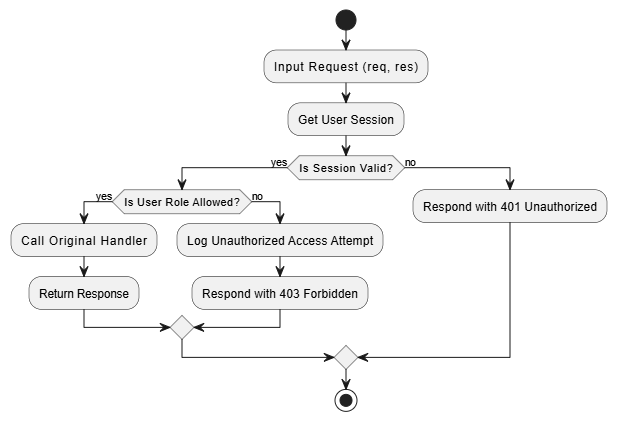 Input Request (req, res)
Get User Session
yes
Is Session Valid?
no
yes
Is User Role Allowed?
no
Respond with 401 Unauthorized
Call Original Handler
Log Unauthorized Access Attempt
Return Response
Respond with 403 Forbidden